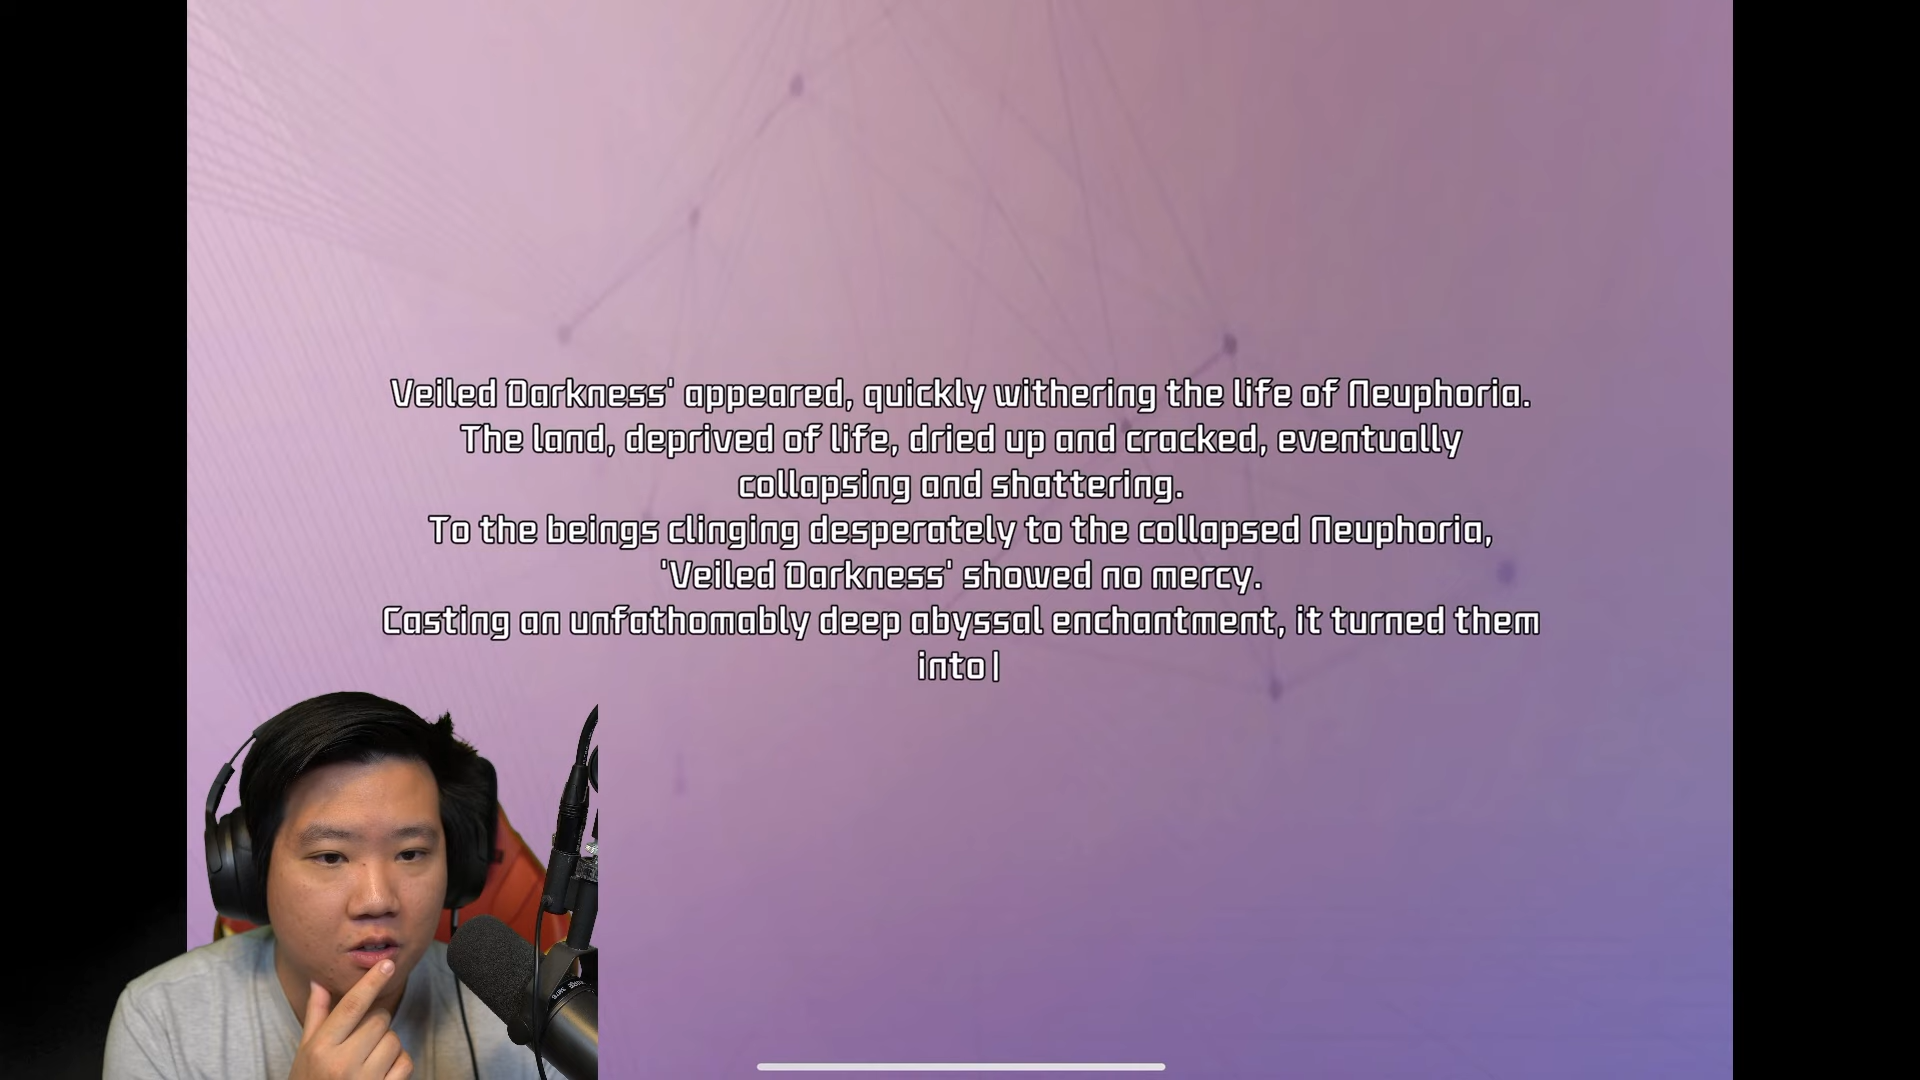 Veiled Darkness' appeared, quickly withering the life of Neuphoria.
The land, deprived of life, dried up and cracked, eventually
collapsing and shattering.
To the beings clinging desperately to the collapsed Neuphoria,
'Veiled Darkness' showed no mercy.
Casting an unfathomably deep abyssal enchantment, it turned them
into